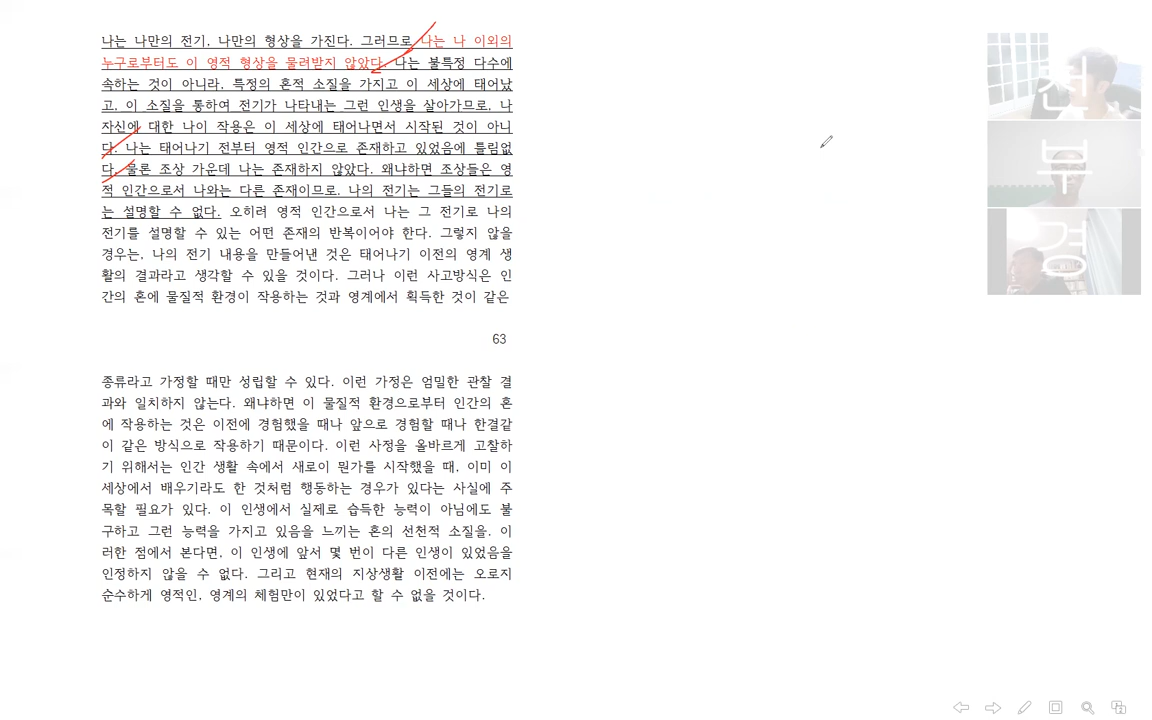 나는 나만의 전기, 나만의 형상을 가진다. 그러므로 나는 나 이외의
누구로부터도 이 영적 형상을 물려받지 않았다. 나는 불특정 다수에
속하는 것이 아니라, 특정의 혼적 소질을 가지고 이 세상에 태어났
고, 이 소질을 통하여 전기가 나타내는 그런 인생을 살아가므로, 나
자신에 대한 나이 작용은 이 세상에 태어나면서 시작된 것이 아니
다. 나는 태어나기 전부터 영적 인간으로 존재하고 있었음에 틀림없
다. 물론 조상 가운데 나는 존재하지 않았다. 왜냐하면 조상들은 영
적 인간으로서 나와는 다른 존재이므로, 나의 전기는 그들의 전기로
는 설명할 수 없다. 오히려 영적 인간으로서 나는 그 전기로 나의
전기를 설명할 수 있는 어떤 존재의 반복이어야 한다. 그렇지 않을
경우는, 나의 전기 내용을 만들어낸 것은 태어나기 이전의 영계 생
활의 결과라고 생각할 수 있을 것이다. 그러나 이런 사고방식은 인
간의 혼에 물질적 환경이 작용하는 것과 영계에서 획득한 것이 같은
63
종류라고 가정할 때만 성립할 수 있다. 이런 가정은 엄밀한 관찰 결
과와 일치하지 않는다. 왜냐하면 이 물질적 환경으로부터 인간의 혼
에 작용하는 것은 이전에 경험했을 때나 앞으로 경험할 때나 한결같
이 같은 방식으로 작용하기 때문이다. 이런 사정을 올바르게 고찰하
기 위해서는 인간 생활 속에서 새로이 뭔가를 시작했을 때, 이미 이
세상에서 배우기라도 한 것처럼 행동하는 경우가 있다는 사실에 주
목할 필요가 있다. 이 인생에서 실제로 습득한 능력이 아님에도 불
구하고 그런 능력을 가지고 있음을 느끼는 혼의 선천적 소질을. 이
러한 점에서 본다면, 이 인생에 앞서 몇 번이 다른 인생이 있었음을
인정하지 않을 수 없다. 그리고 현재의 지상생활 이전에는 오로지
순수하게 영적인, 영계의 체험만이 있었다고 할 수 없을 것이다.
천
부
경